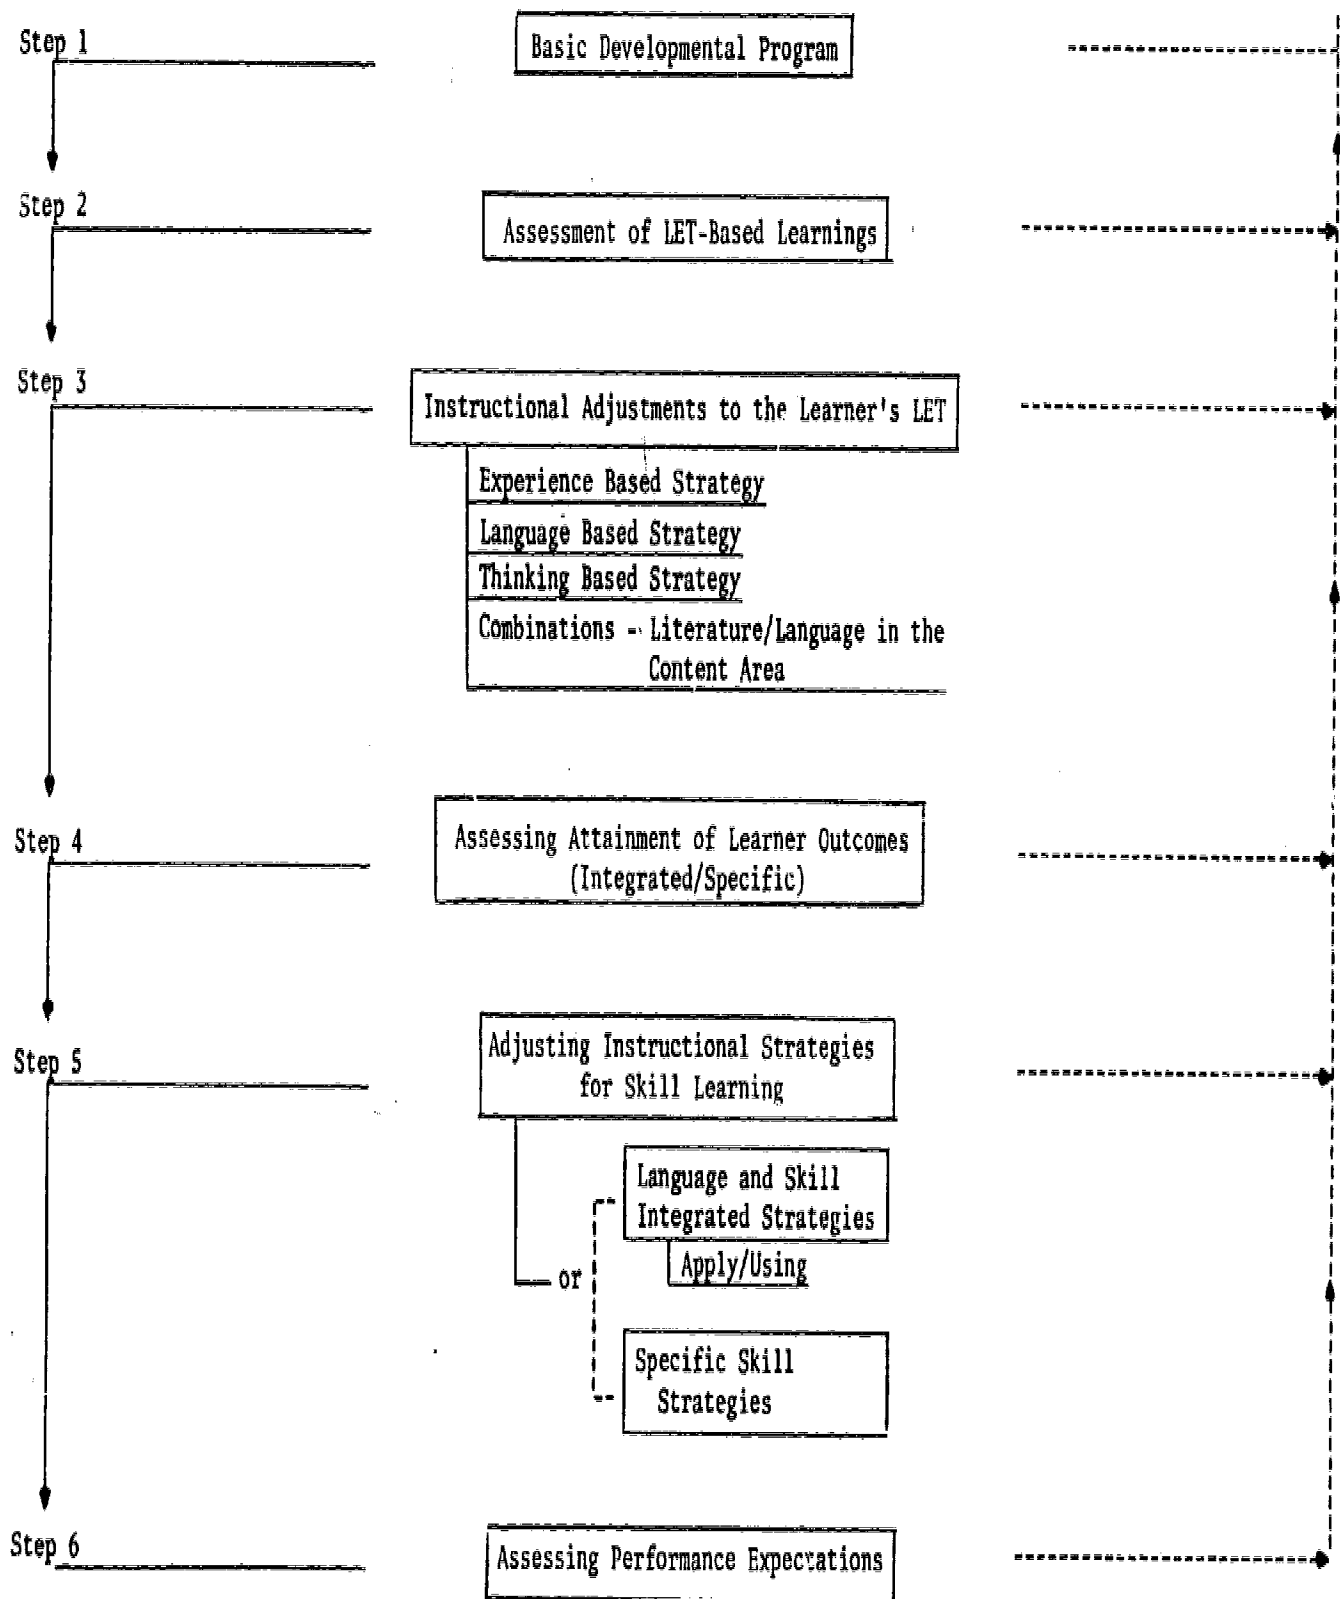 Step 1
Basic Developmental Program
Step 2
Assessment of LET-Based Learnings
Step 3
Instructional Adjustments to the Learner's LET
Experience Based Strategy
Language Based Strategy
Thinking Based Strategy
Combinations - Literature/Language in the
Content Area
Step 4
Assessing Attainment of Learner Outcomes
(Integrated/Specific)
Step 5
Adjusting Instructional Strategies
for Skill Learning
Language and Skill
Integrated Strategies
Apply/Using
or
Specific Skill
Strategies
Step 6
Assessing Performance Expectations